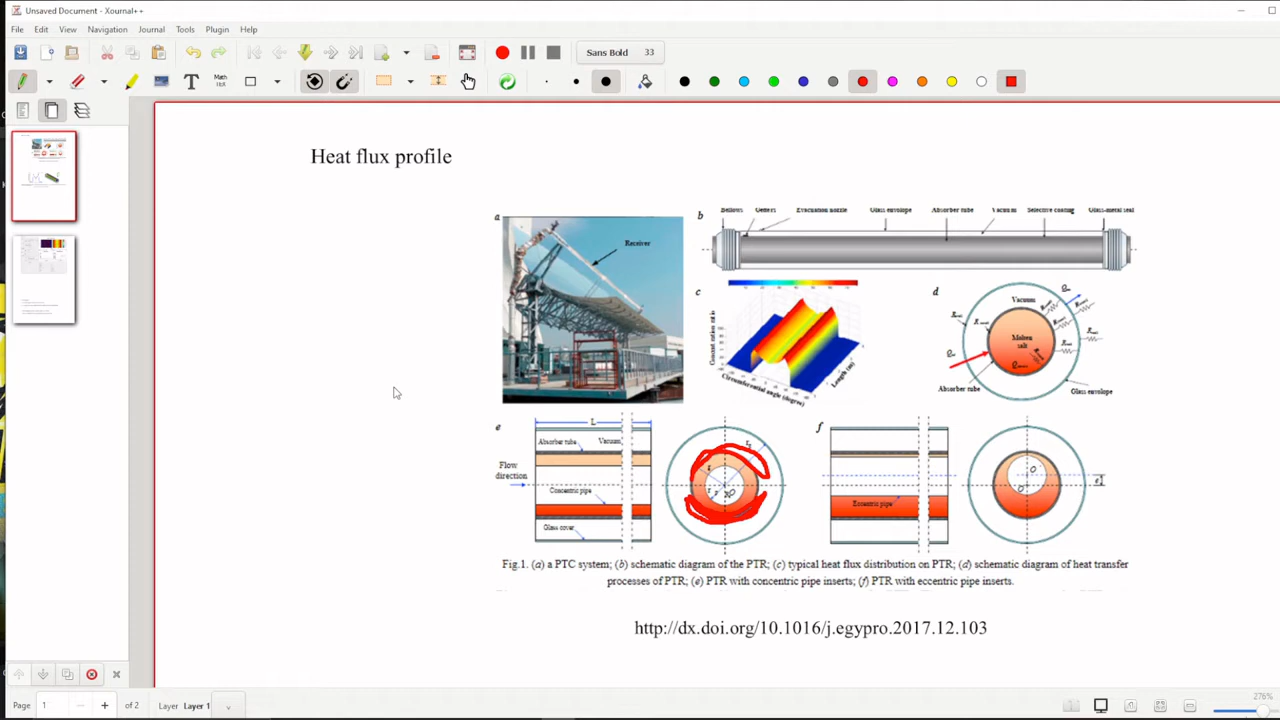 Unsaved Document - Xournal++
File Edit View Navigation Journal Tools Plugin Help
Sans Bold 33
Heat flux profile
a
Receiver
b
Bellows Getters Evacuation nozzle Glass envelope Absorber tube Vacuum Selective coating Glass-metal seal
c
Concentration ratio
Circumferential angle (degree)
Length (m)
d
Vacuum
Molten
salt
Absorber tube
Glass envelope
e
L
Absorber tube Vacuum
Flow
direction
Concentric pipe
Glass cover
f
Eccentric pipe
Fig.1. (a) a PTC system; (b) schematic diagram of the PTR; (c) typical heat flux distribution on PTR; (d) schematic diagram of heat transfer
processes of PTR; (e) PTR with concentric pipe inserts; (f) PTR with eccentric pipe inserts.
http://dx.doi.org/10.1016/j.egypro.2017.12.103
Page 1 of 2 Layer Layer 1
276%